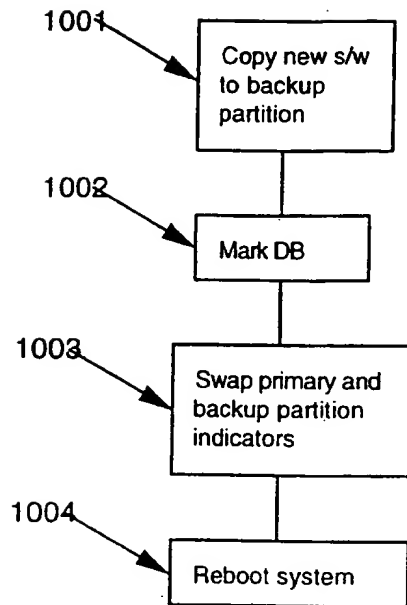 1001
Copy new s/w
to backup
partition
1002
Mark DB
1003
Swap primary and
backup partition
indicators
1004
Reboot system